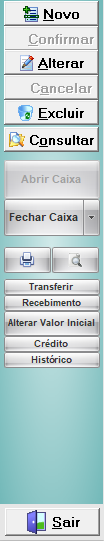 Novo
Confirmar
Alterar
Cancelar
Excluir
Consultar
Abrir Caixa
Fechar Caixa
Transferir
Recebimento
Alterar Valor Inicial
Crédito
Histórico
Sair